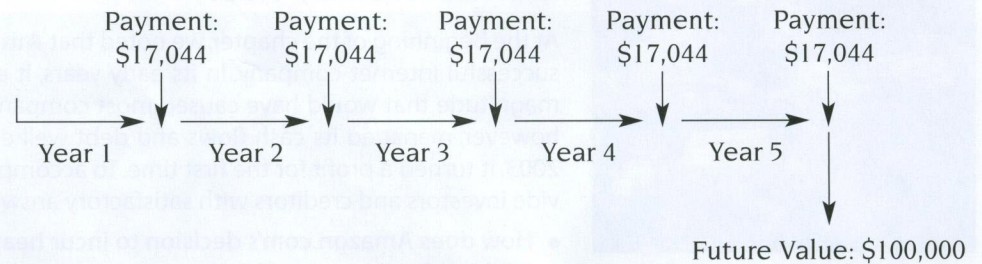 Payment: Payment: Payment: Payment: Payment:
$17,044 $17,044 $17,044 $17,044 $17,044
Year 1 Year 2 Year 3 Year 4 Year 5
Future Value: $100,000